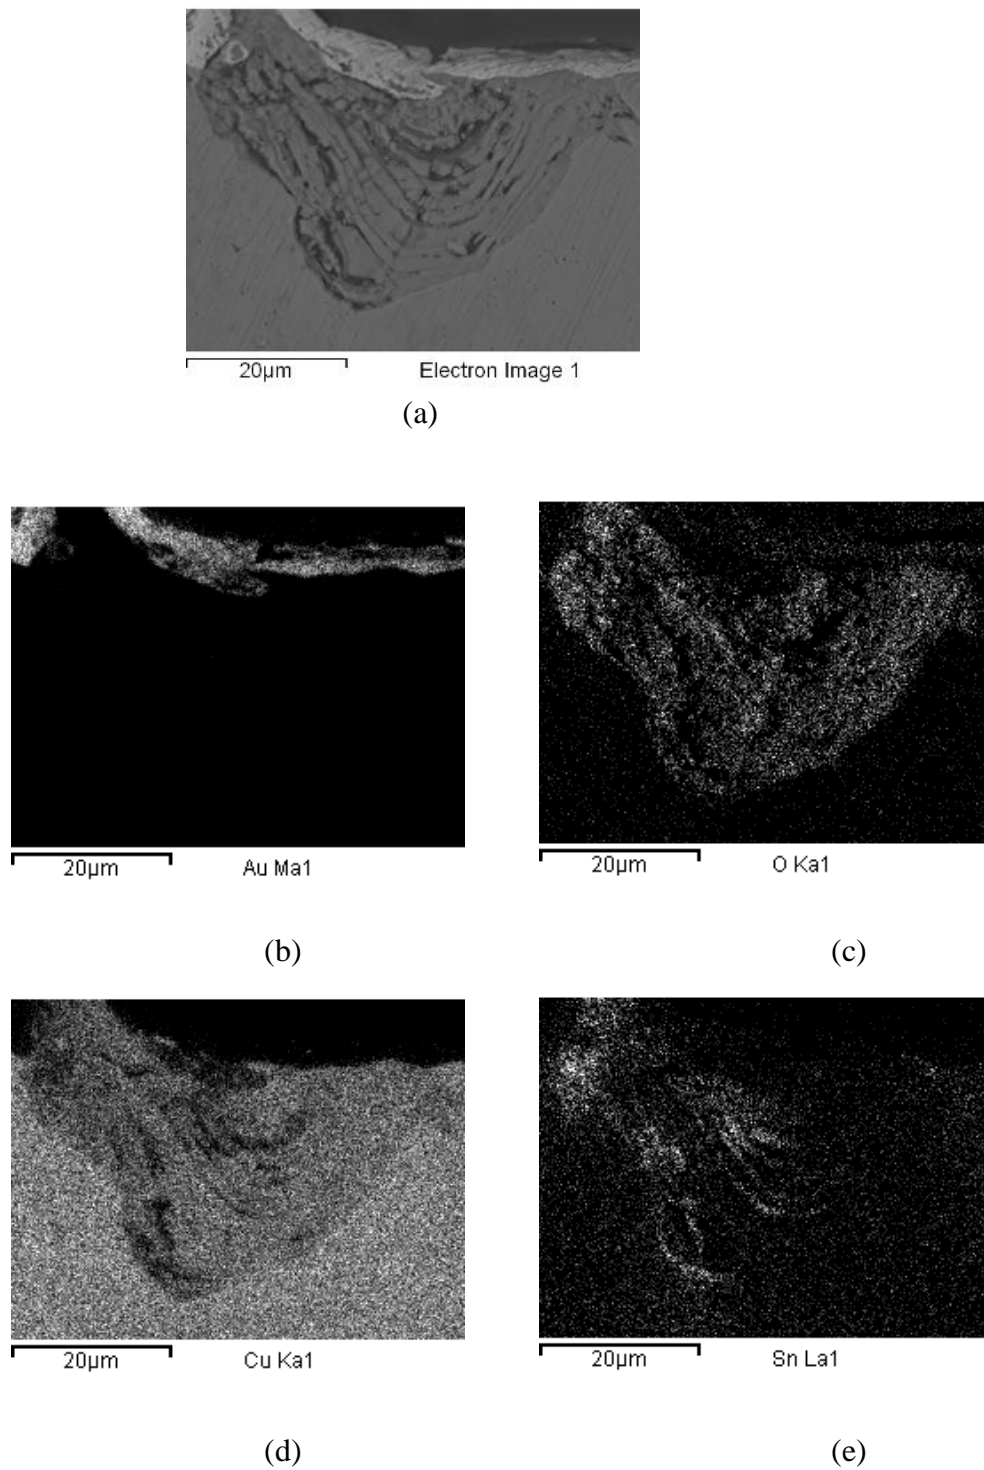 20μm Electron Image 1
(a)
20μm Au Ma1
20μm O Ka1
(b)
(c)
20μm Cu Ka1
20μm Sn La1
(d)
(e)